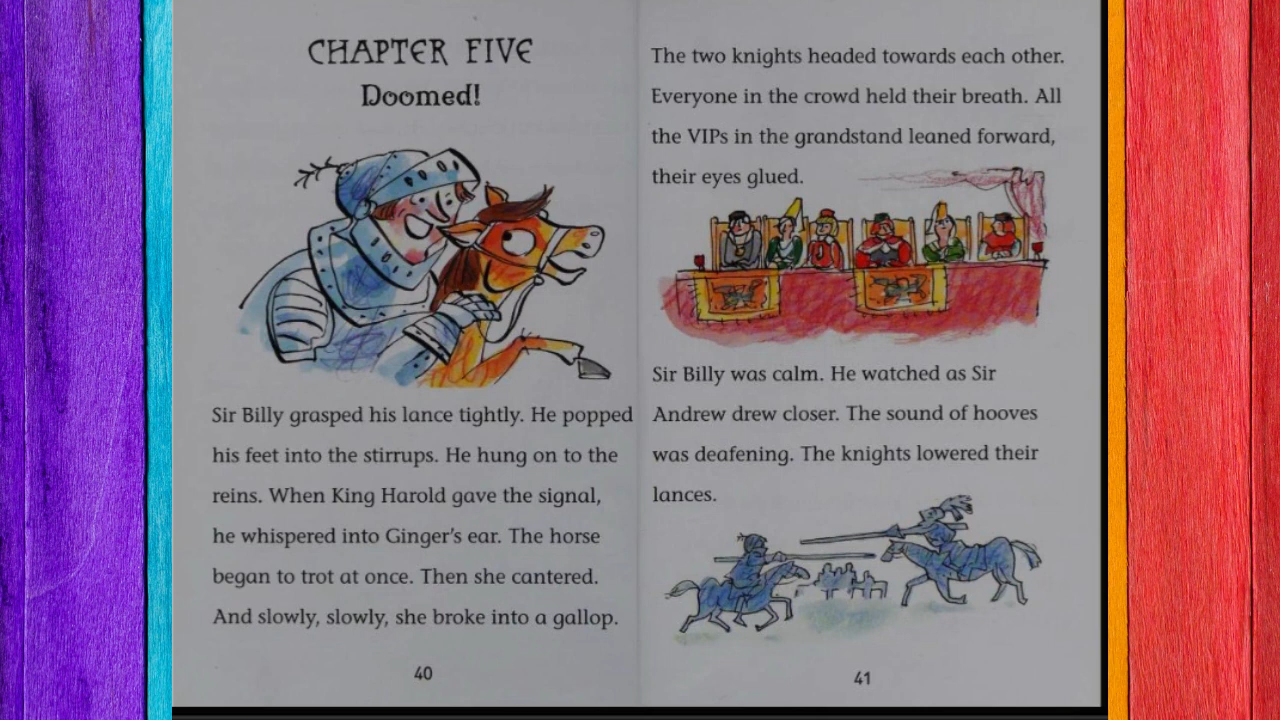 CHAPTER FIVE
Doomed!
Sir Billy grasped his lance tightly. He popped
his feet into the stirrups. He hung on to the
reins. When King Harold gave the signal,
he whispered into Ginger's ear. The horse
began to trot at once. Then she cantered.
And slowly, slowly, she broke into a gallop.
40
The two knights headed towards each other.
Everyone in the crowd held their breath. All
the VIPs in the grandstand leaned forward,
their eyes glued.
Sir Billy was calm. He watched as Sir
Andrew drew closer. The sound of hooves
was deafening. The knights lowered their
lances.
41